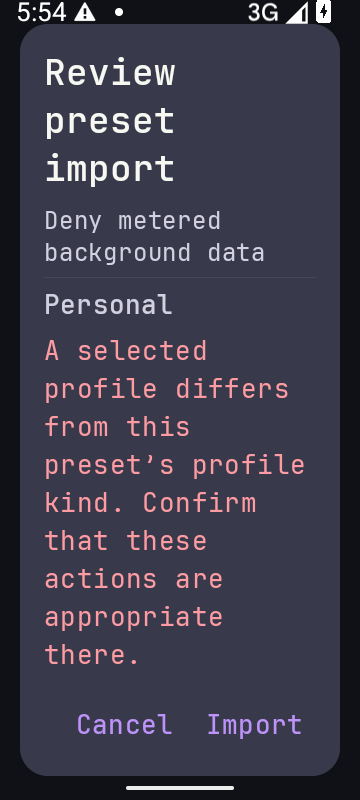 5:54
3G
Review
preset
import
Deny metered
background data
Personal
A selected
profile differs
from this
preset’s profile
kind. Confirm
that these
actions are
appropriate
there.
Cancel Import